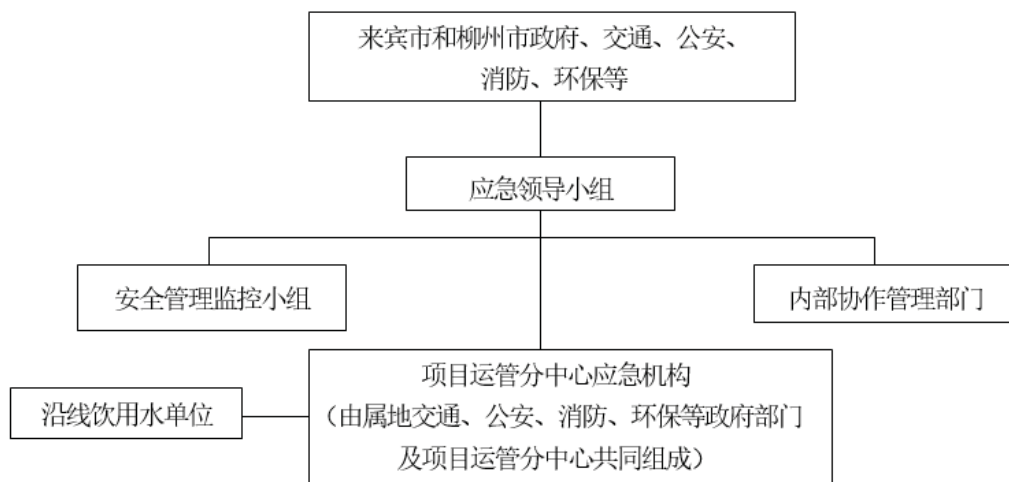 来宾市和柳州市政府、交通、公安、
消防、环保等
应急领导小组
安全管理监控小组
内部协作管理部门
项目运管分中心应急机构
（由属地交通、公安、消防、环保等政府部门
及项目运管分中心共同组成）
沿线饮用水单位